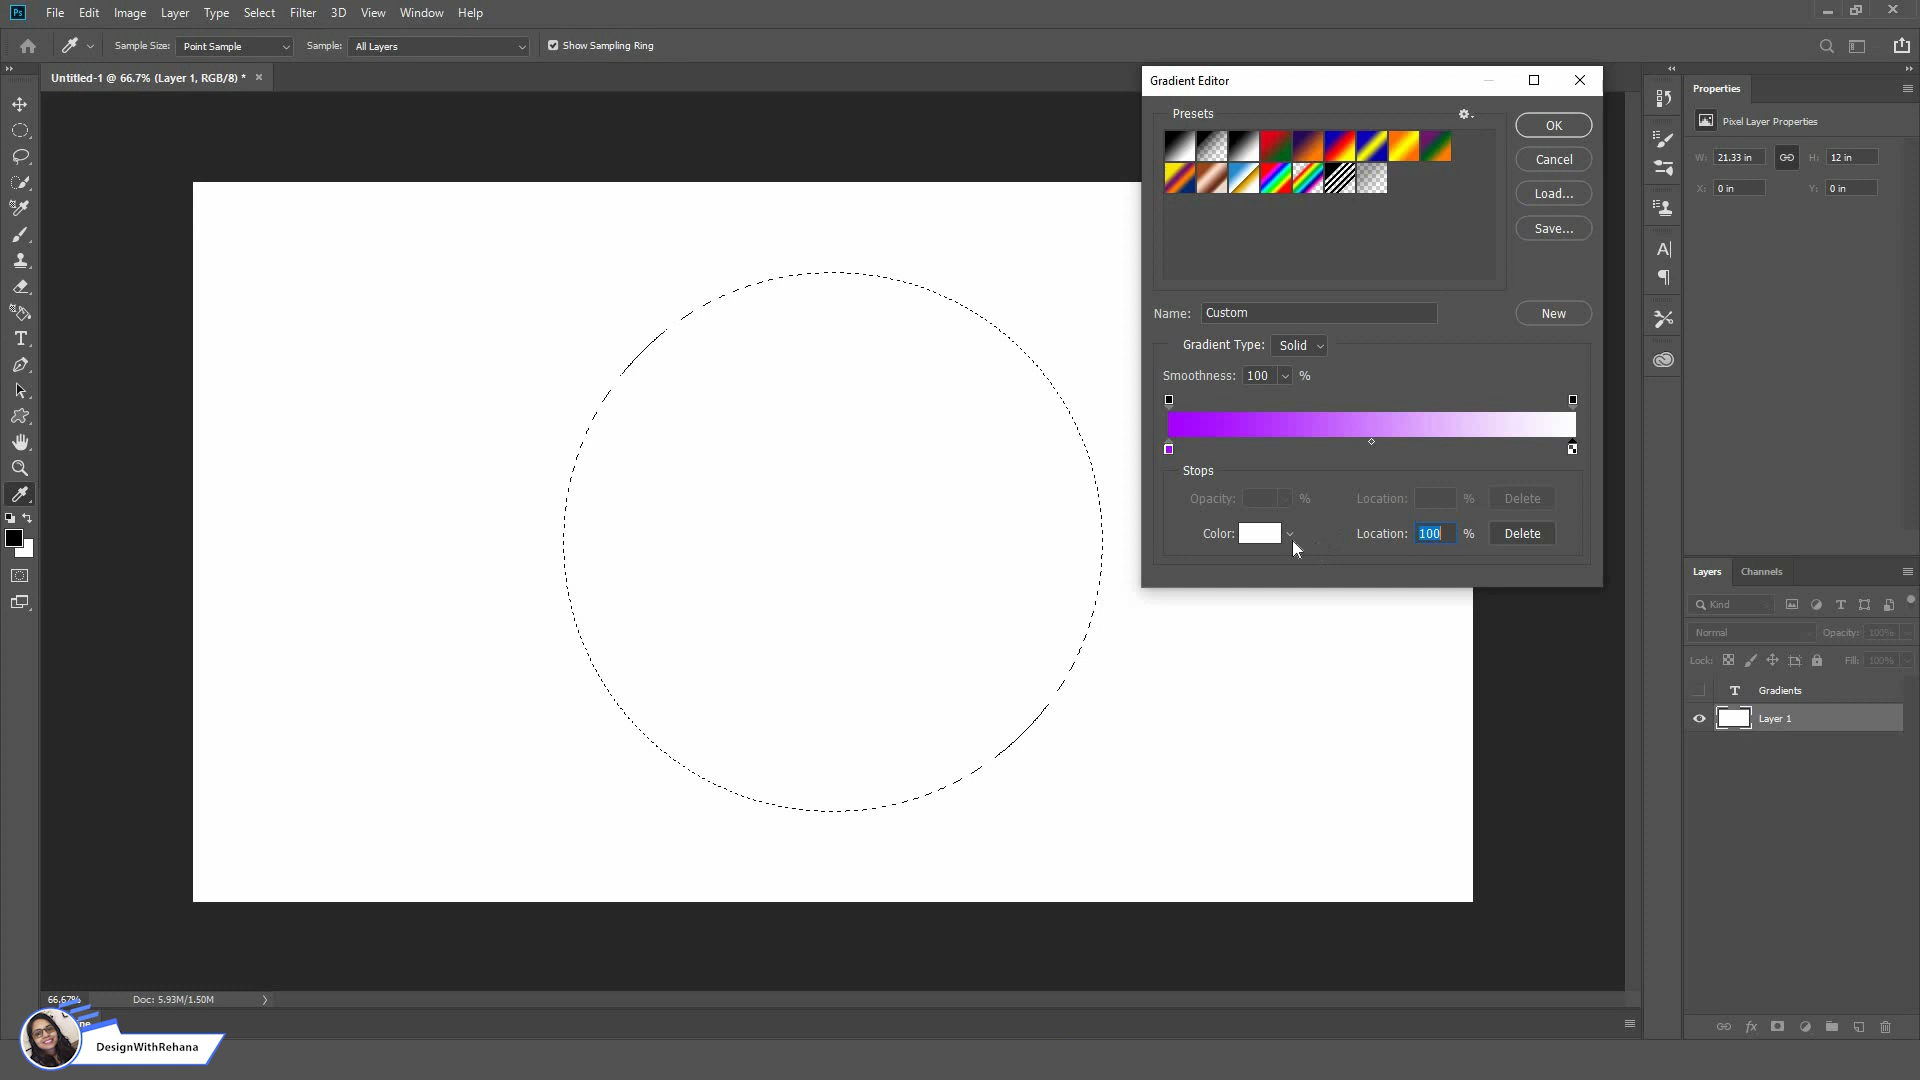 Ps File Edit Image Layer Type Select Filter 3D View Window Help
Sample Size: Point Sample Sample: All Layers Show Sampling Ring
Untitled-1 @ 66.7% (Layer 1, RGB/8) *
Gradient Editor
Presets
OK
Cancel
Load...
Save...
Name: Custom New
Gradient Type: Solid
Smoothness: 100 %
Stops
Opacity: % Location: % Delete
Color: Location: 100 % Delete
Properties
Pixel Layer Properties
W: 21.33 in H: 12 in
X: 0 in Y: 0 in
Layers Channels
Kind
Normal Opacity: 100%
Lock: Fill: 100%
Gradients
Layer 1
66.67% Doc: 5.93M/1.50M
DesignWithRehana